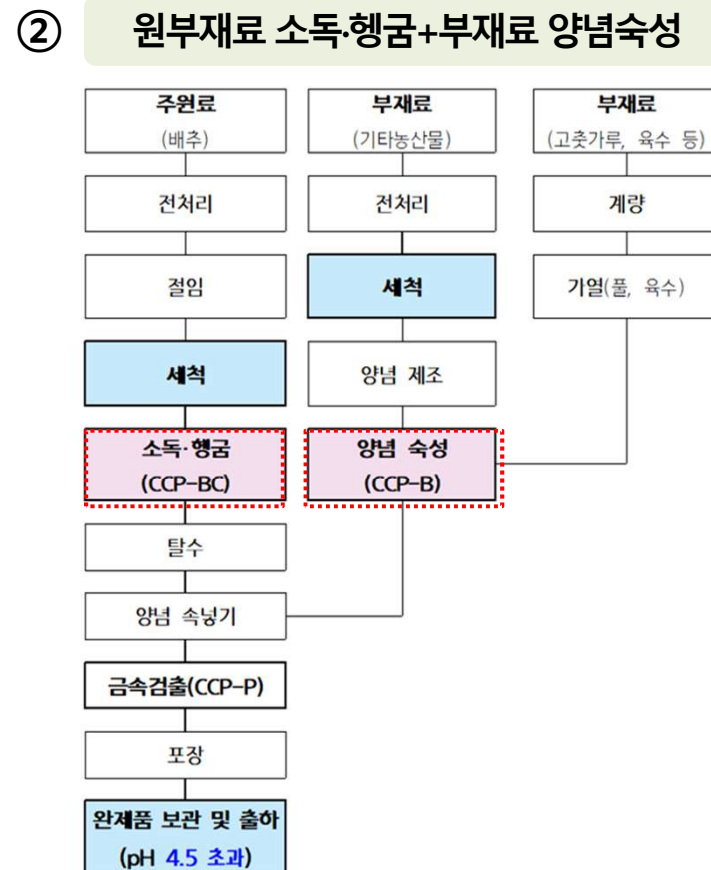 ② 원부재료 소독·헹굼+부재료 양념숙성
주원료
(배추)
전처리
절임
세척
소독·헹굼
(CCP-BC)
탈수
양념 속넣기
금속검출(CCP-P)
포장
완제품 보관 및 출하
(pH 4.5 초과)
부재료
(기타농산물)
전처리
세척
양념 제조
양념 숙성
(CCP-B)
부재료
(고춧가루, 육수 등)
계량
가열(풀, 육수)